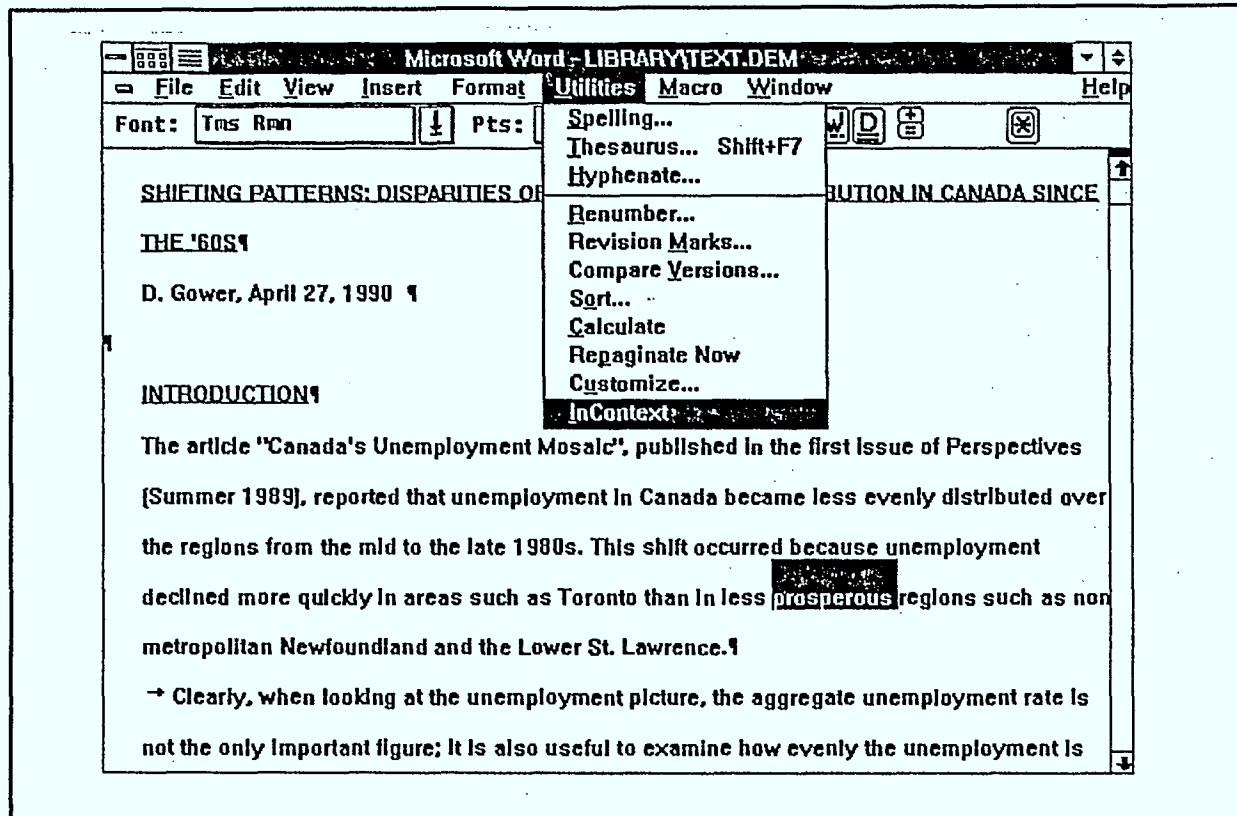 Microsoft Word - LIBRARY\TEXT.DEM
File Edit View Insert Format Utilities Macro Window Help
Font: Tms Rmn Pts: W D
Spelling...
Thesaurus... Shift+F7
Hyphenate...
Renumber...
Revision Marks...
Compare Versions...
Sort...
Calculate
Repaginate Now
Customize...
InContext
SHIFTING PATTERNS: DISPARITIES OF BUTION IN CANADA SINCE
THE '60S¶
D. Gower, April 27, 1990 ¶
¶
INTRODUCTION¶
The article "Canada's Unemployment Mosaic", published in the first issue of Perspectives
(Summer 1989), reported that unemployment in Canada became less evenly distributed over
the regions from the mid to the late 1980s. This shift occurred because unemployment
declined more quickly in areas such as Toronto than in less prosperous regions such as non
metropolitan Newfoundland and the Lower St. Lawrence.¶
→ Clearly, when looking at the unemployment picture, the aggregate unemployment rate is
not the only important figure; it is also useful to examine how evenly the unemployment is